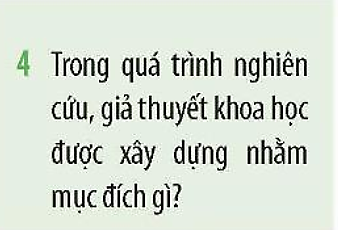 4 Trong quá trình nghiên
cứu, giả thuyết khoa học
được xây dựng nhằm
mục đích gì?